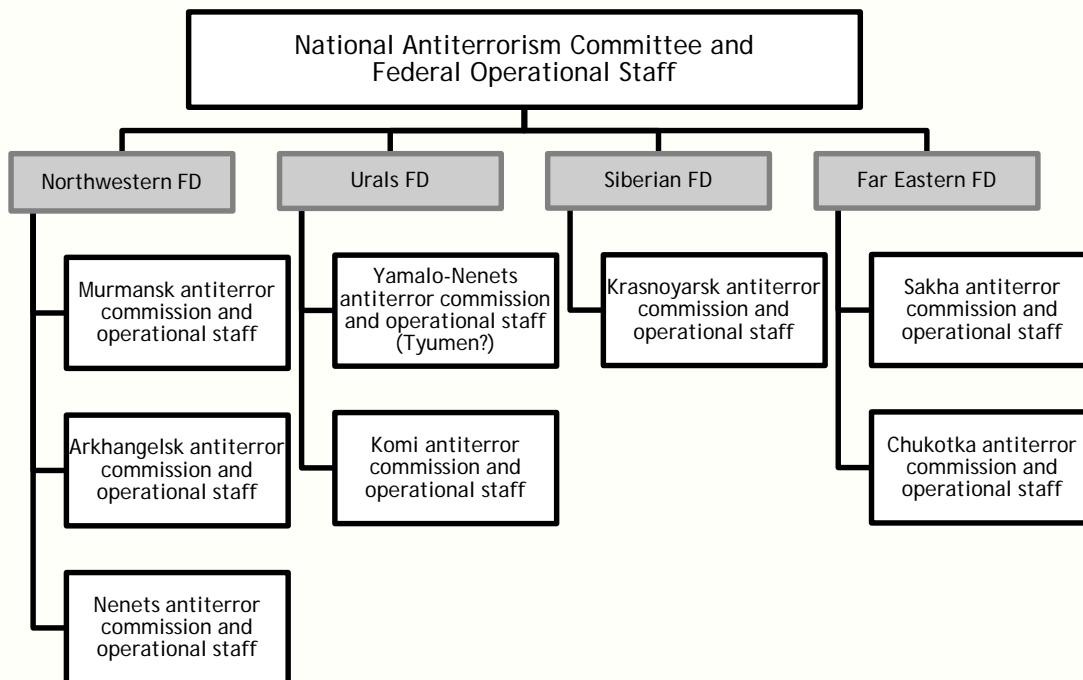 National Antiterrorism Committee and
Federal Operational Staff
Northwestern FD
Urals FD
Siberian FD
Far Eastern FD
Murmansk antiterror
commission and
operational staff
Arkhangelsk antiterror
commission and
operational staff
Nenets antiterror
commission and
operational staff
Yamalo-Nenets
antiterror commission
and operational staff
(Tyumen?)
Komi antiterror
commission and
operational staff
Krasnoyarsk antiterror
commission and
operational staff
Sakha antiterror
commission and
operational staff
Chukotka antiterror
commission and
operational staff